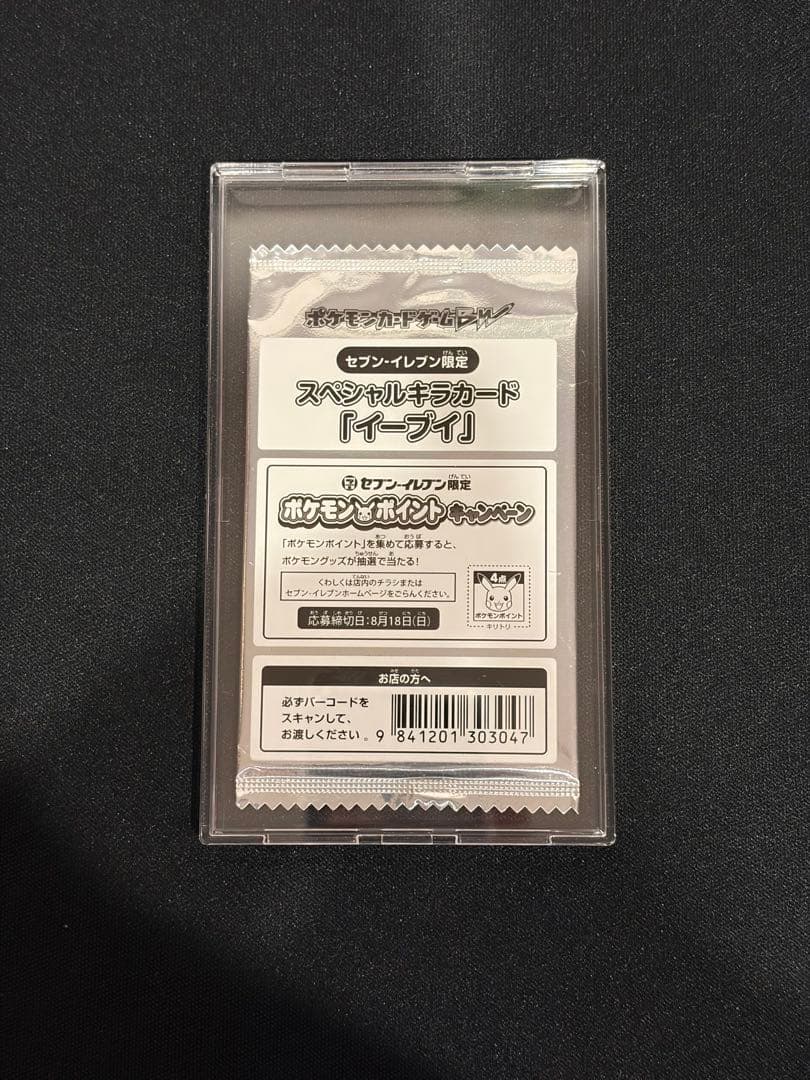 ポケモンカードゲームBW
セブン-イレブン限定
スペシャルキラカード
「イーブイ」
セブン-イレブン限定
ポケモンポイントキャンペーン
「ポケモンポイント」を集めて応募すると、
ポケモングッズが抽選で当たる!
くわしくは店内のチラシまたは
セブン-イレブンホームページをごらんください。
応募締切日:8月18日(日)
4点
ポケモンポイント
キリトリ
お店の方へ
必ずバーコードを
スキャンして、
お渡しください。
9 841201 303047